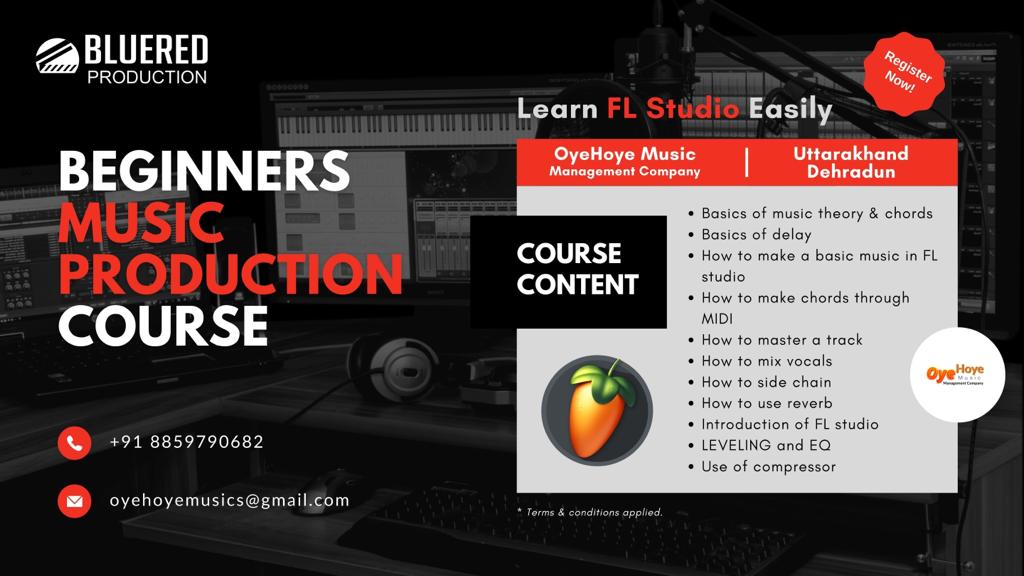 BLUERED
PRODUCTION
Register
Now!
Learn FL Studio Easily
OyeHoye Music
Management Company
Uttarakhand
Dehradun
BEGINNERS
MUSIC
PRODUCTION
COURSE
COURSE
CONTENT
• Basics of music theory & chords
• Basics of delay
• How to make a basic music in FL
studio
• How to make chords through
MIDI
• How to master a track
• How to mix vocals
• How to side chain
• How to use reverb
• Introduction of FL studio
• LEVELING and EQ
• Use of compressor
Oye Hoye
Music
Management Company
+91 8859790682
oyehoyemusics@gmail.com
* Terms & conditions applied.